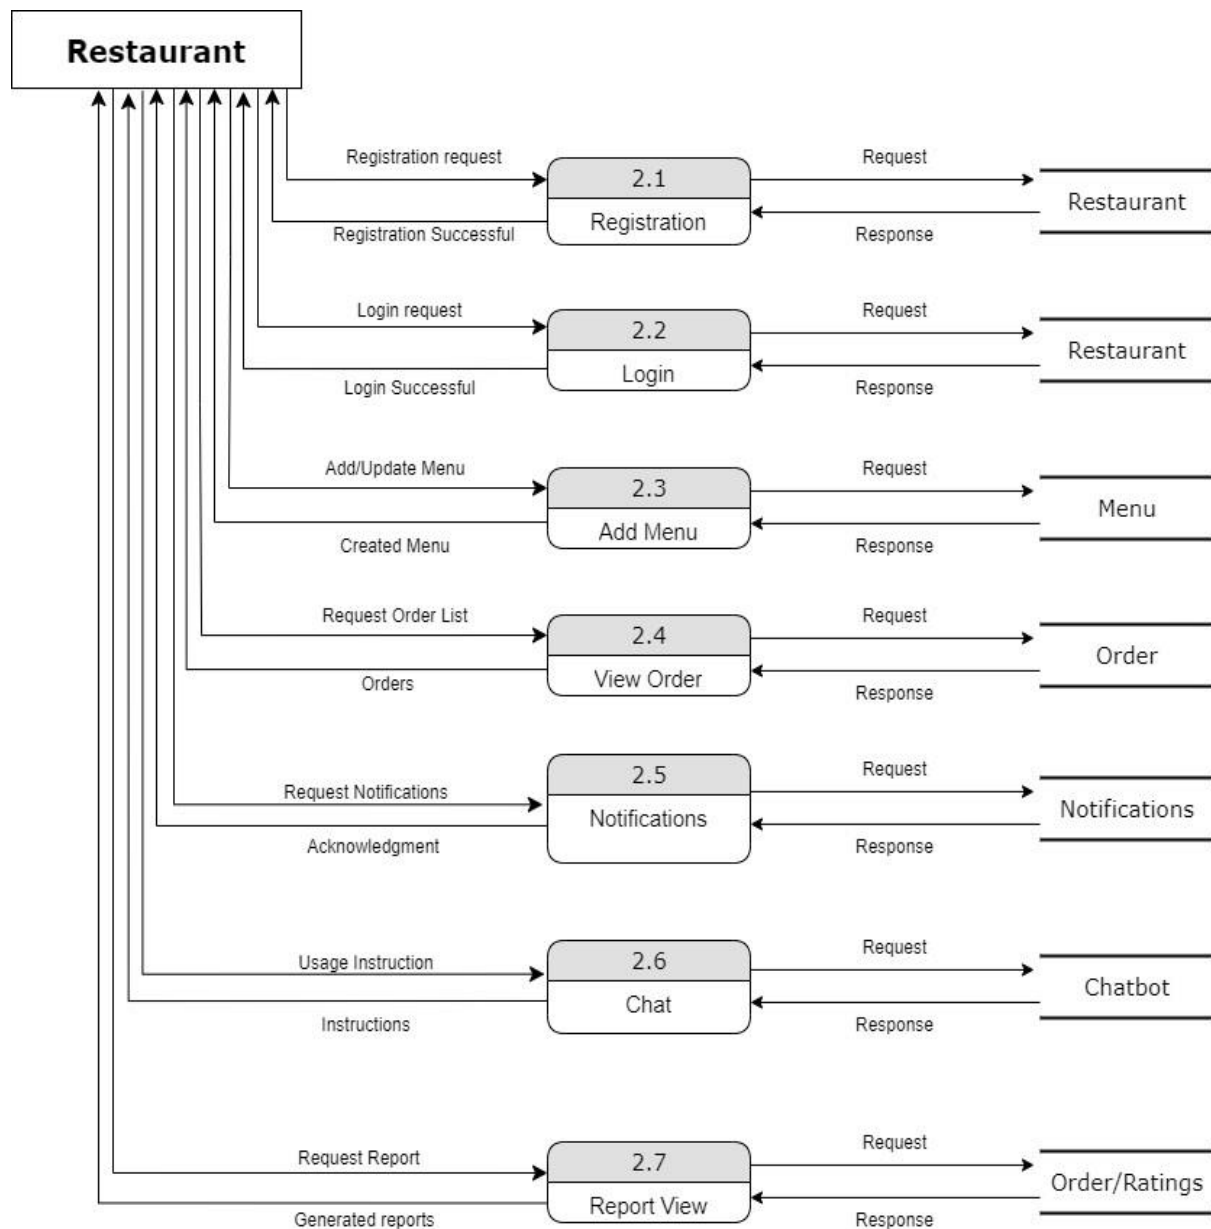 Restaurant
Registration request
2.1
Request
Restaurant
Registration
Registration Successful
Response
Login request
2.2
Request
Restaurant
Login
Login Successful
Response
Add/Update Menu
2.3
Request
Menu
Add Menu
Created Menu
Response
Request Order List
2.4
Request
Order
View Order
Orders
Response
Request Notifications
2.5
Request
Notifications
Notifications
Acknowledgment
Response
Usage Instruction
2.6
Request
Chatbot
Chat
Instructions
Response
Request Report
2.7
Request
Order/Ratings
Report View
Generated reports
Response